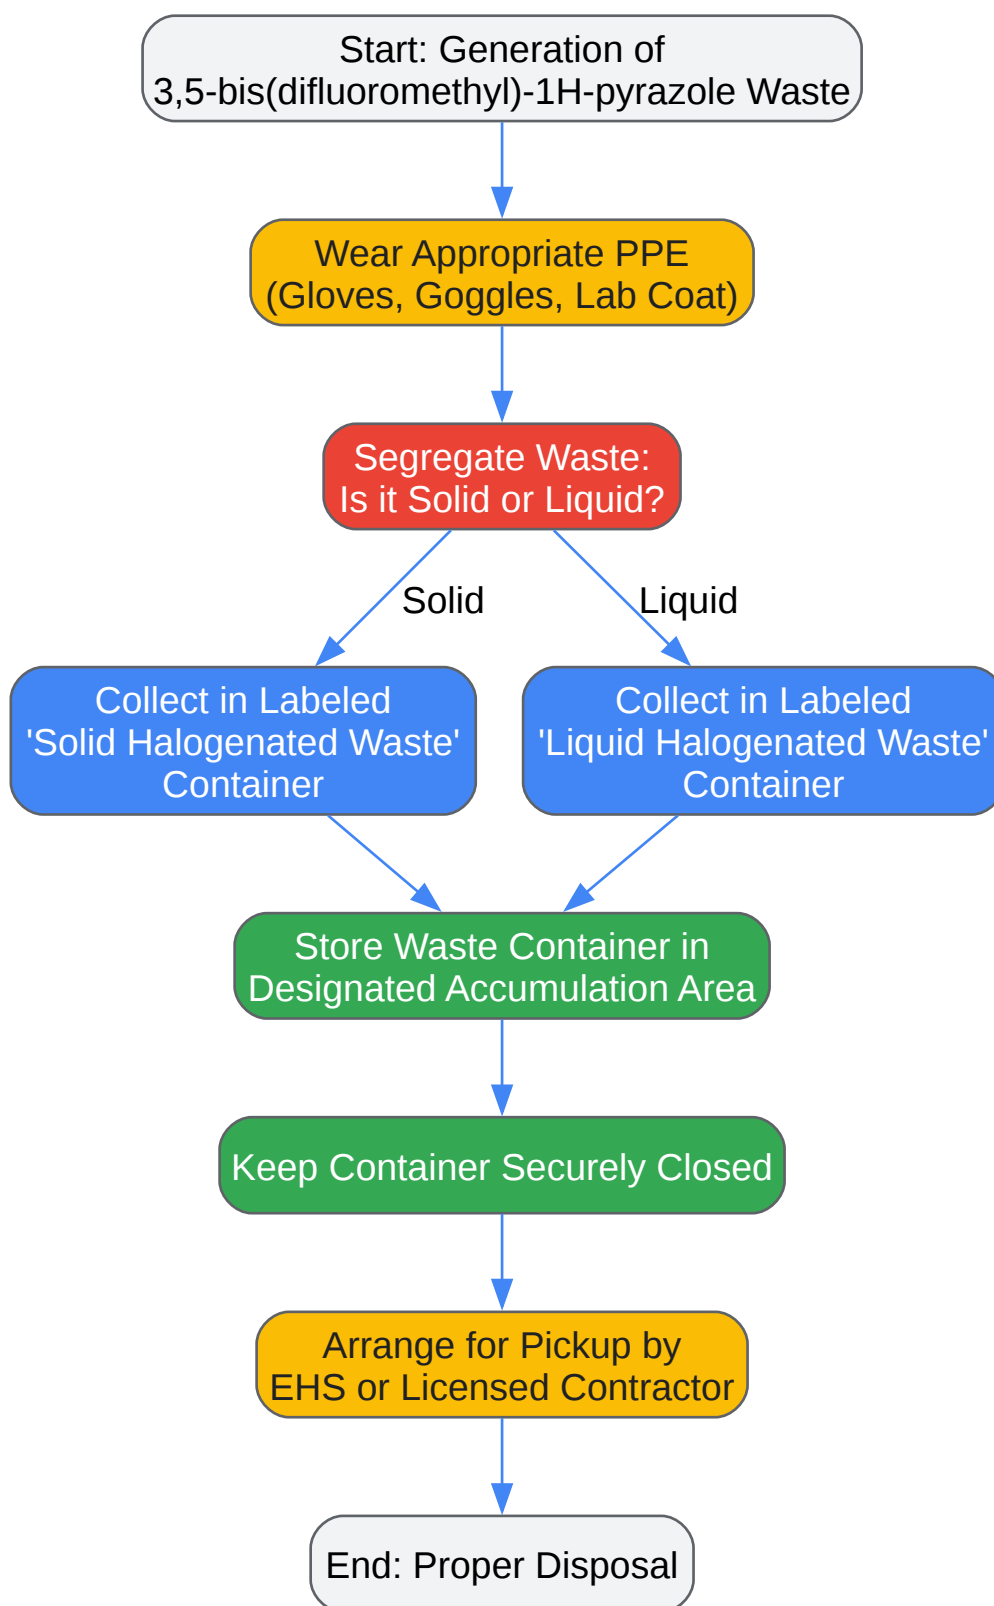 Start: Generation of
3,5-bis(difluoromethyl)-1H-pyrazole Waste
Wear Appropriate PPE
(Gloves, Goggles, Lab Coat)
Segregate Waste:
Is it Solid or Liquid?
Solid
Liquid
Collect in Labeled
'Solid Halogenated Waste'
Container
Collect in Labeled
'Liquid Halogenated Waste'
Container
Store Waste Container in
Designated Accumulation Area
Keep Container Securely Closed
Arrange for Pickup by
EHS or Licensed Contractor
End: Proper Disposal